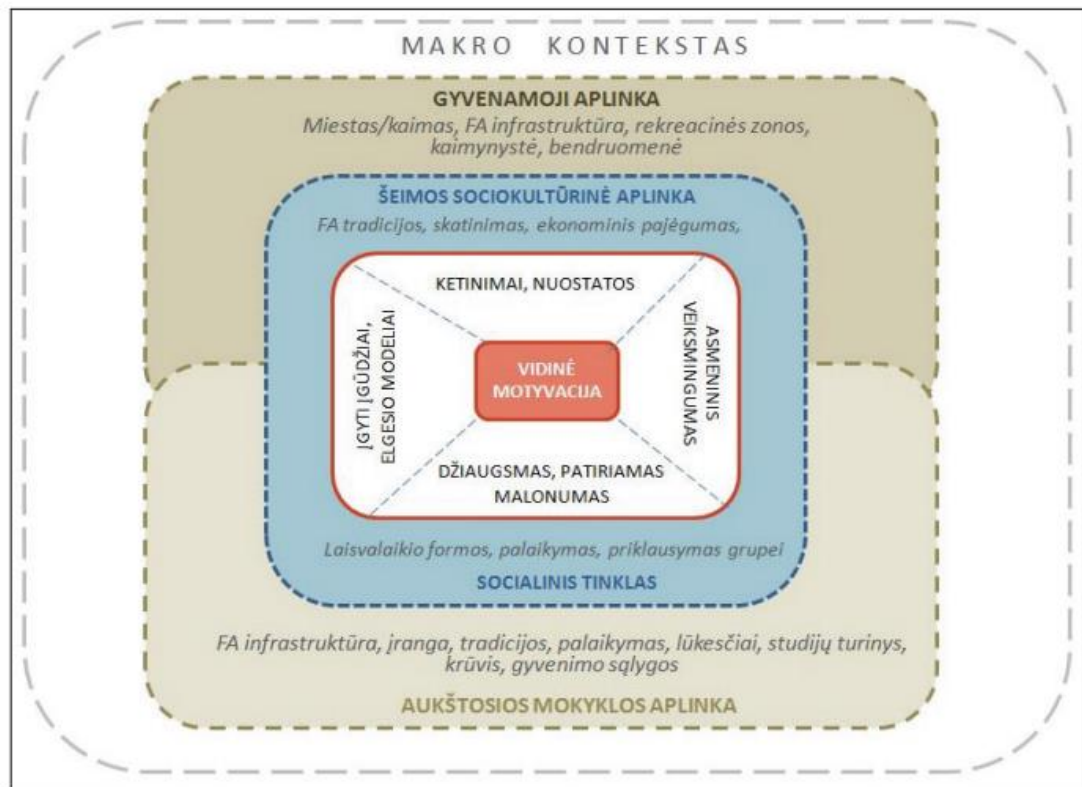 MAKRO KONTEKSTAS
GYVENAMOJI APLINKA
Miestas/kaimas, FA infrastruktūra, rekreacinės zonos,
kaimynystė, bendruomenė
ŠEIMOS SOCIOKULTŪRINĖ APLINKA
FA tradicijos, skatinimas, ekonominis pajėgumas,
KETINIMAI, NUOSTATOS
ĮGYTI ĮGŪDŽIAI,
ELGESIO MODELIAI
VIDINĖ
MOTYVACIJA
ASMENINIS
VEIKSMINGUMAS
DŽIAUGSMAS, PATIRIAMAS
MALONUMAS
Laisvalaikio formos, palaikymas, priklausymas grupei
SOCIALINIS TINKLAS
FA infrastruktūra, įranga, tradicijos, palaikymas, lūkesčiai, studijų turinys,
krūvis, gyvenimo sąlygos
AUKŠTOSIOS MOKYKLOS APLINKA